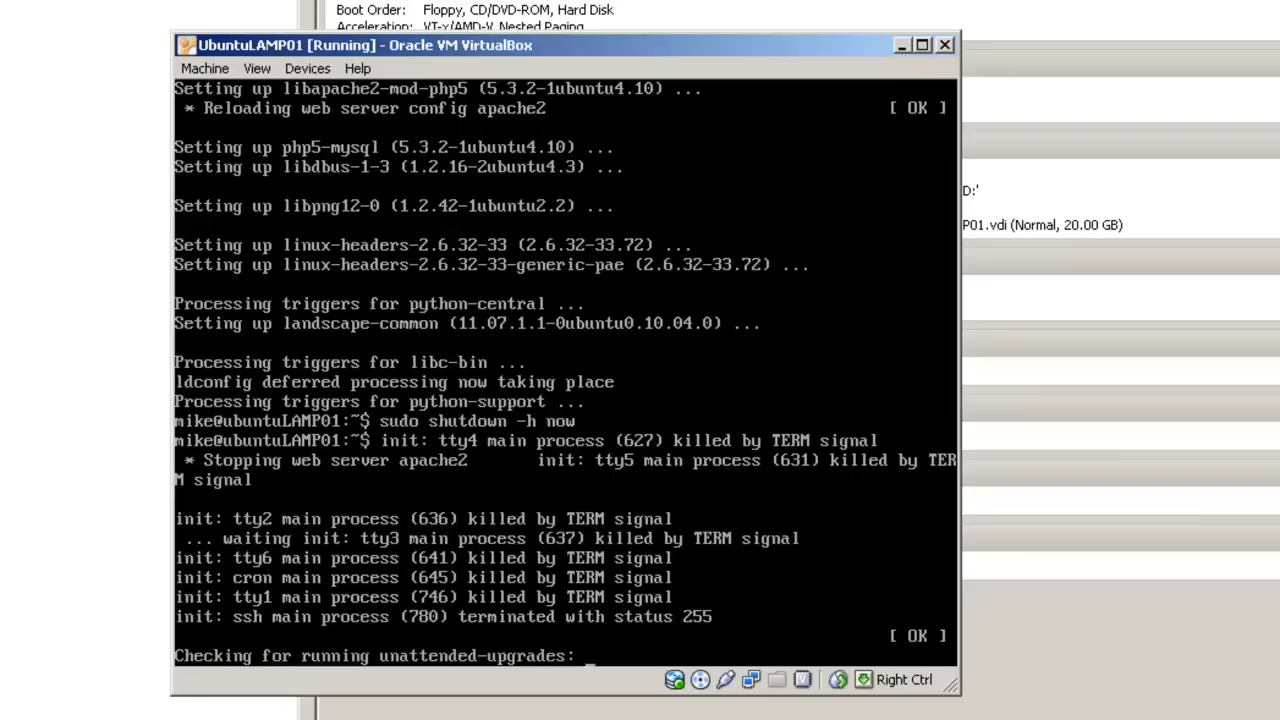 Boot Order: Floppy, CD/DVD-ROM, Hard Disk
Acceleration: VT-x/AMD-V, Nested Paging
UbuntuLAMP01 [Running] - Oracle VM VirtualBox
Machine View Devices Help
Setting up libapache2-mod-php5 (5.3.2-1ubuntu4.10) ...
* Reloading web server config apache2 [ OK ]
Setting up php5-mysql (5.3.2-1ubuntu4.10) ...
Setting up libdbus-1-3 (1.2.16-2ubuntu4.3) ...
D:'
Setting up libpng12-0 (1.2.42-1ubuntu2.2) ...
P01.vdi (Normal, 20.00 GB)
Setting up linux-headers-2.6.32-33 (2.6.32-33.72) ...
Setting up linux-headers-2.6.32-33-generic-pae (2.6.32-33.72) ...
Processing triggers for python-central ...
Setting up landscape-common (11.07.1.1-0ubuntu0.10.04.0) ...
Processing triggers for libc-bin ...
ldconfig deferred processing now taking place
Processing triggers for python-support ...
mike@ubuntuLAMP01:~$ sudo shutdown -h now
mike@ubuntuLAMP01:~$ init: tty4 main process (627) killed by TERM signal
* Stopping web server apache2 init: tty5 main process (631) killed by TER
M signal
init: tty2 main process (636) killed by TERM signal
... waiting init: tty3 main process (637) killed by TERM signal
init: tty6 main process (641) killed by TERM signal
init: cron main process (645) killed by TERM signal
init: tty1 main process (746) killed by TERM signal
init: ssh main process (780) terminated with status 255
[ OK ]
Checking for running unattended-upgrades: _
Right Ctrl